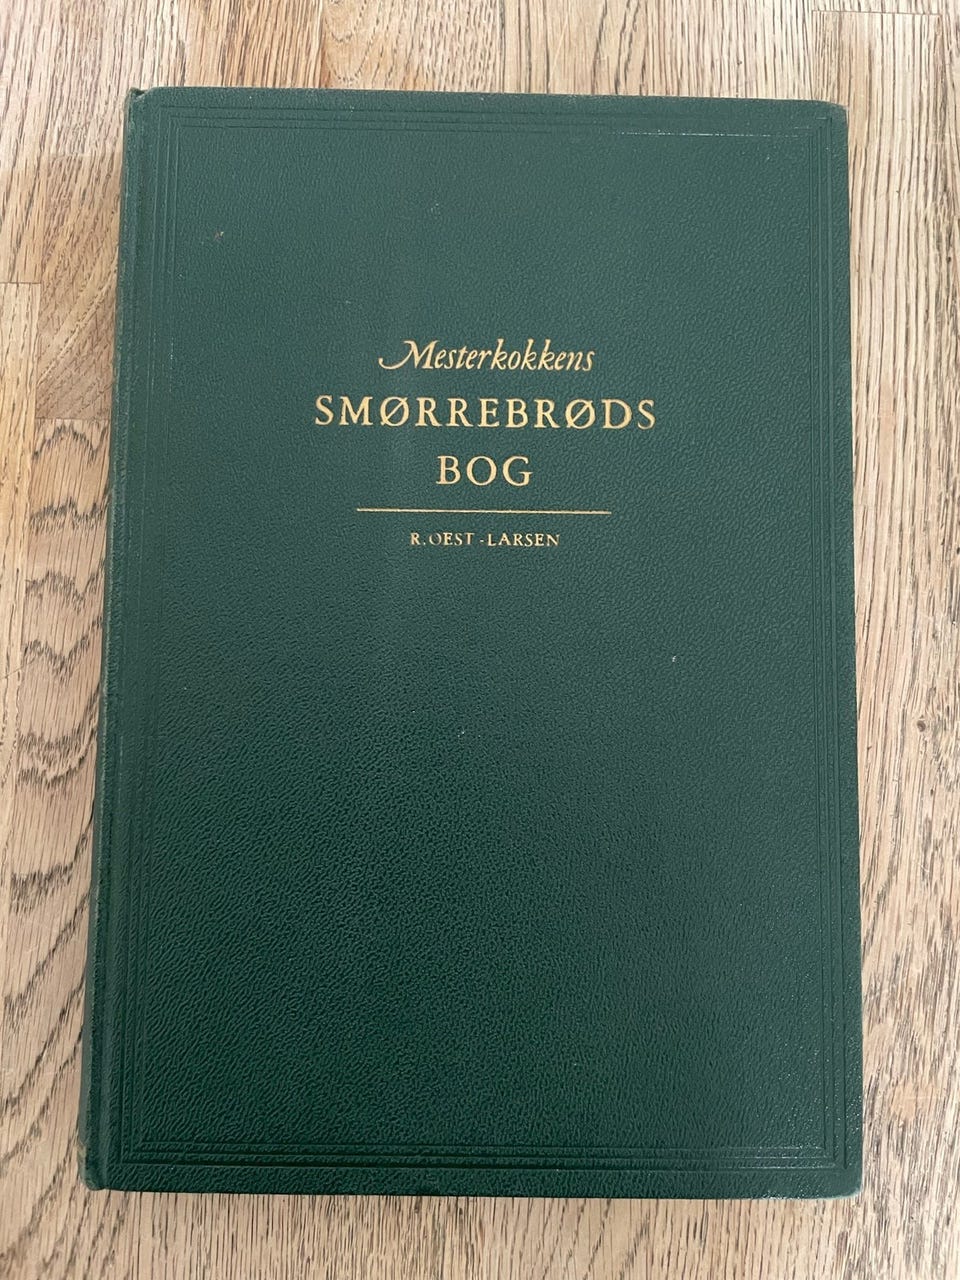 Mesterkokkens
SMØRREBRØDS
BOG
R. OEST-LARSEN